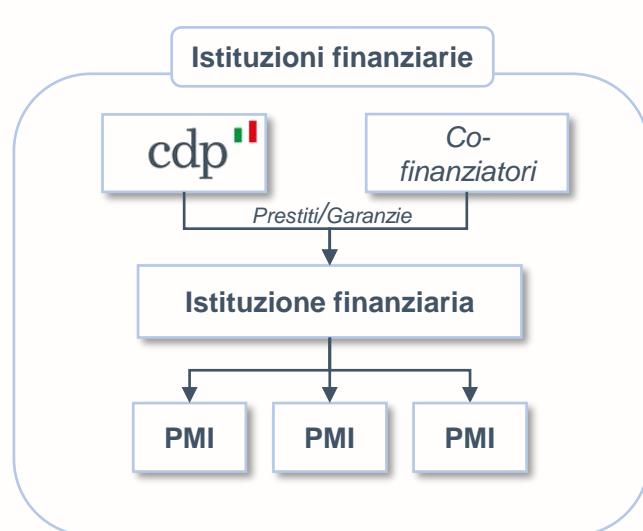 Istituzioni finanziarie
cdp
Co-
finanziatori
Prestiti/Garanzie
Istituzione finanziaria
PMI
PMI
PMI